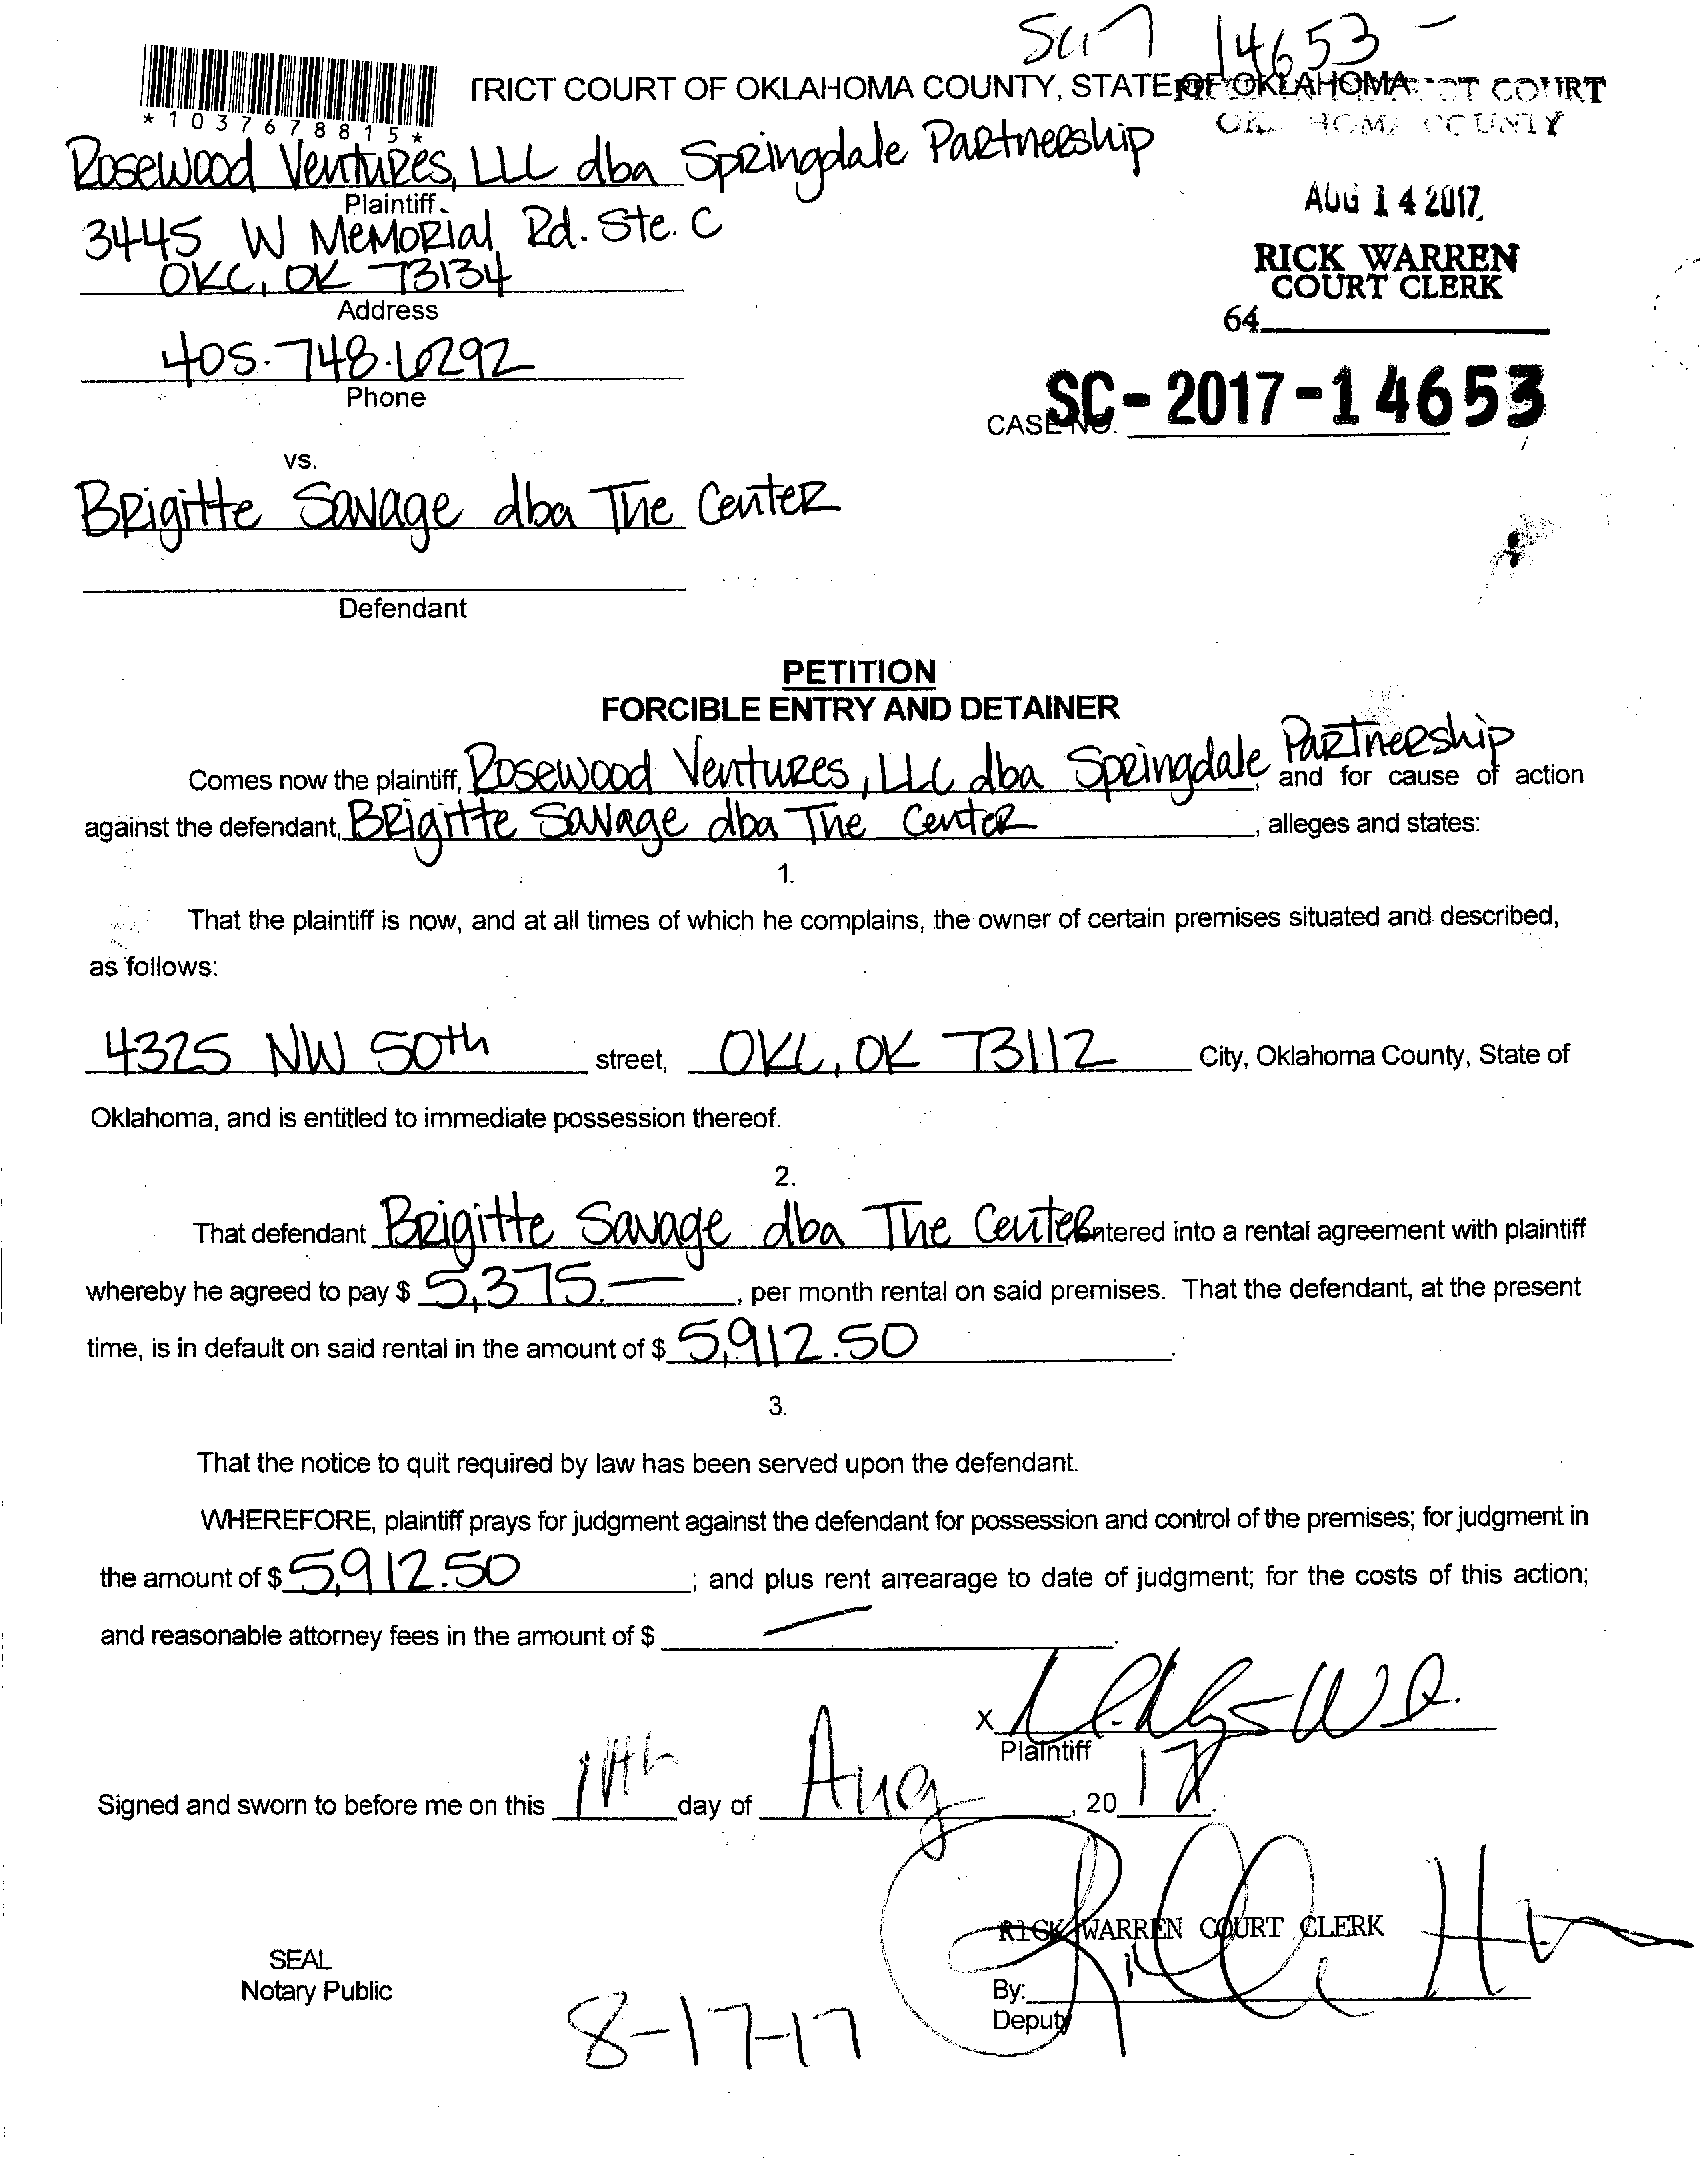 14653 -
TRICT COURT OF OKLAHOMA COUNTY, STATE OF OKLAHOMA
COURT
COUNTY
*1037678815*
Rosewood Ventures, LLC dba Springdale Partnership
Plaintiff
3445 W Memorial Rd. Ste. C
OKC, OK 73134
Address
AUG 14 2017
RICK WARREN
COURT CLERK
64
405.748.6292
Phone
CASE NO. SC-2017-14653
vs.
Brigitte Savage dba The Center
Defendant
PETITION
FORCIBLE ENTRY AND DETAINER
Comes now the plaintiff, Rosewood Ventures, LLC dba Springdale Partnership, and for cause of action
against the defendant, Brigitte Savage dba The Center, alleges and states:
1.
That the plaintiff is now, and at all times of which he complains, the owner of certain premises situated and described,
as follows:
4325 NW 50th street, OKC, OK 73112 City, Oklahoma County, State of
Oklahoma, and is entitled to immediate possession thereof.
2.
That defendant Brigitte Savage dba The Center entered into a rental agreement with plaintiff
whereby he agreed to pay $ 5,375.—, per month rental on said premises. That the defendant, at the present
time, is in default on said rental in the amount of $ 5,912.50.
3.
That the notice to quit required by law has been served upon the defendant.
WHEREFORE, plaintiff prays for judgment against the defendant for possession and control of the premises; for judgment in
the amount of $ 5,912.50; and plus rent arrearage to date of judgment; for the costs of this action;
and reasonable attorney fees in the amount of $ —.
X
Plaintiff
Signed and sworn to before me on this 14th day of Aug, 20 17.
RICK WARREN COURT CLERK
SEAL
Notary Public
By:
Deputy
8-17-17